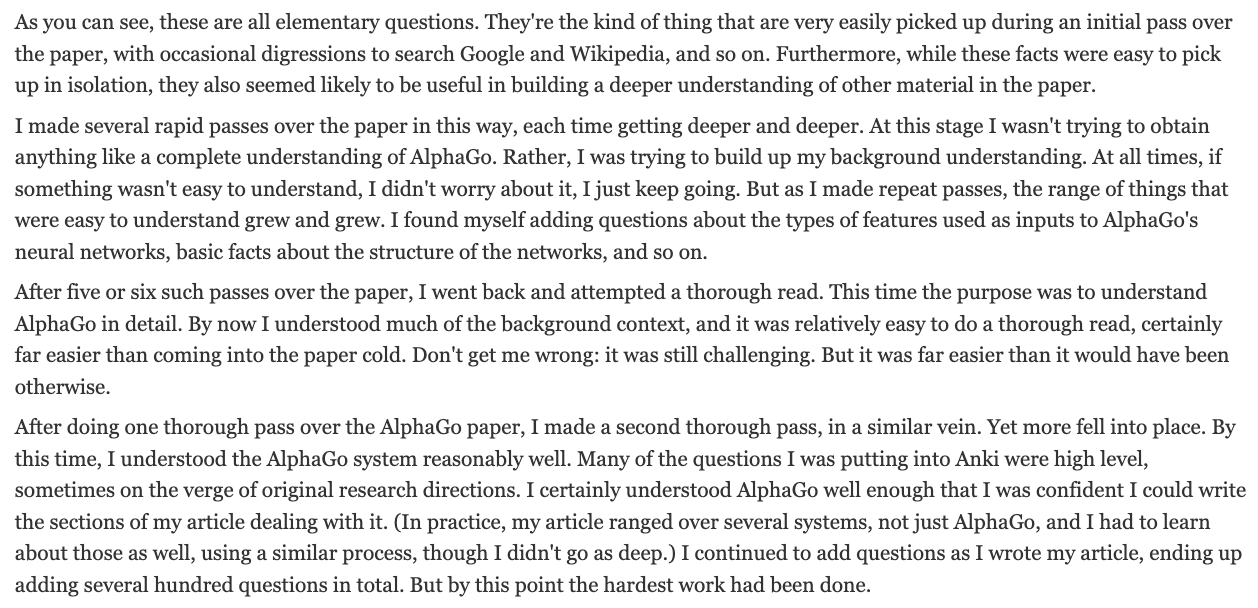 As you can see, these are all elementary questions. They're the kind of thing that are very easily picked up during an initial pass over
the paper, with occasional digressions to search Google and Wikipedia, and so on. Furthermore, while these facts were easy to pick
up in isolation, they also seemed likely to be useful in building a deeper understanding of other material in the paper.
I made several rapid passes over the paper in this way, each time getting deeper and deeper. At this stage I wasn't trying to obtain
anything like a complete understanding of AlphaGo. Rather, I was trying to build up my background understanding. At all times, if
something wasn't easy to understand, I didn't worry about it, I just keep going. But as I made repeat passes, the range of things that
were easy to understand grew and grew. I found myself adding questions about the types of features used as inputs to AlphaGo's
neural networks, basic facts about the structure of the networks, and so on.
After five or six such passes over the paper, I went back and attempted a thorough read. This time the purpose was to understand
AlphaGo in detail. By now I understood much of the background context, and it was relatively easy to do a thorough read, certainly
far easier than coming into the paper cold. Don't get me wrong: it was still challenging. But it was far easier than it would have been
otherwise.
After doing one thorough pass over the AlphaGo paper, I made a second thorough pass, in a similar vein. Yet more fell into place. By
this time, I understood the AlphaGo system reasonably well. Many of the questions I was putting into Anki were high level,
sometimes on the verge of original research directions. I certainly understood AlphaGo well enough that I was confident I could write
the sections of my article dealing with it. (In practice, my article ranged over several systems, not just AlphaGo, and I had to learn
about those as well, using a similar process, though I didn't go as deep.) I continued to add questions as I wrote my article, ending up
adding several hundred questions in total. But by this point the hardest work had been done.